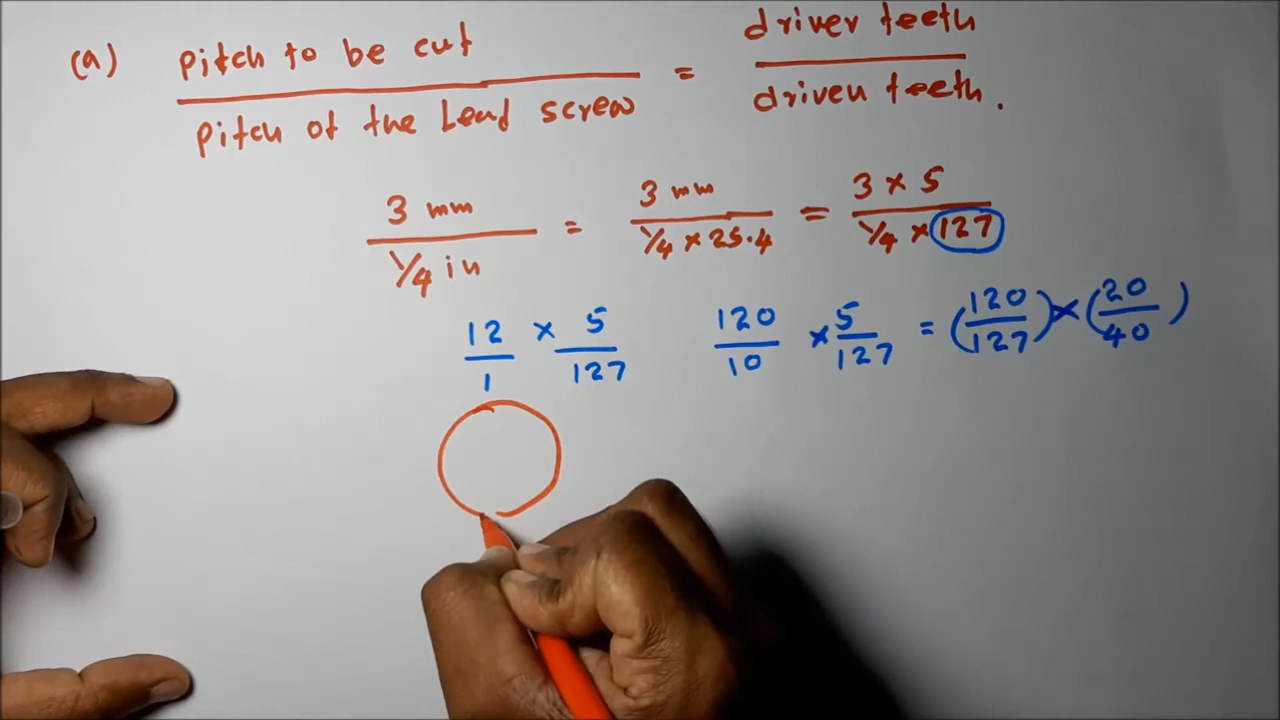 (a) pitch to be cut / pitch of the Lead screw = driver teeth / driven teeth.
3 mm / 1/4 in = 3 mm / 1/4 × 25.4 = 3 × 5 / 1/4 × 127
12/1 × 5/127   120/10 × 5/127 = (120/127) × (20/40)